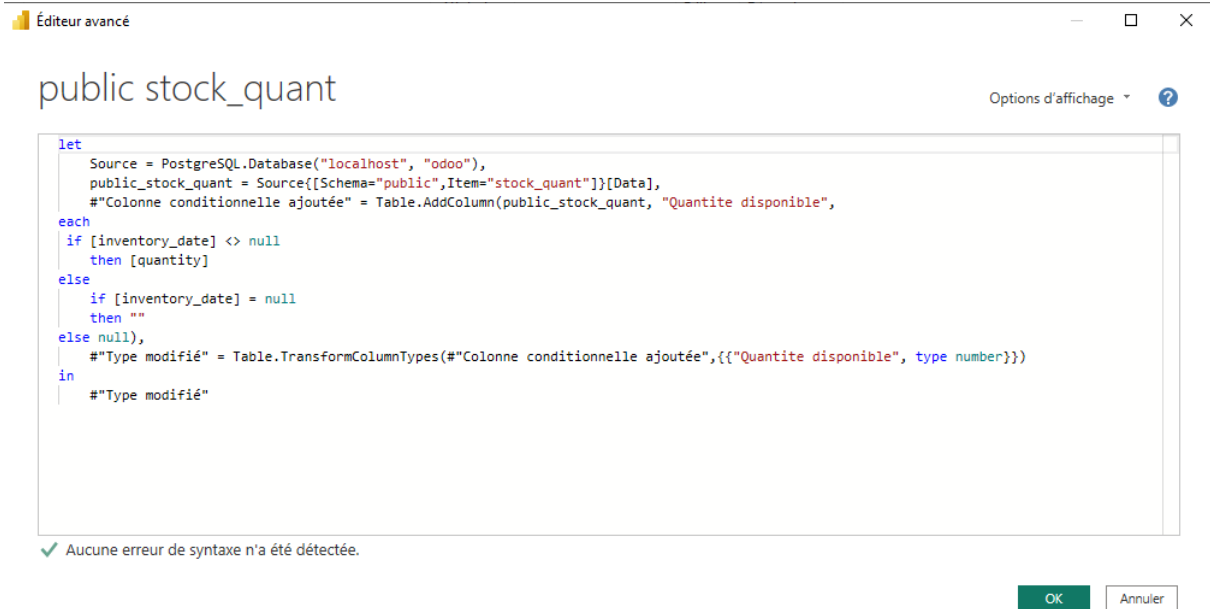 Éditeur avancé
public stock_quant
Options d'affichage
?
let
    Source = PostgreSQL.Database("localhost", "odoo"),
    public_stock_quant = Source{[Schema="public",Item="stock_quant"]}[Data],
    #"Colonne conditionnelle ajoutée" = Table.AddColumn(public_stock_quant, "Quantite disponible",
each
 if [inventory_date] <> null
    then [quantity]
else
    if [inventory_date] = null
    then ""
else null),
    #"Type modifié" = Table.TransformColumnTypes(#"Colonne conditionnelle ajoutée",{{"Quantite disponible", type number}})
in
    #"Type modifié"
Aucune erreur de syntaxe n'a été détectée.
OK
Annuler